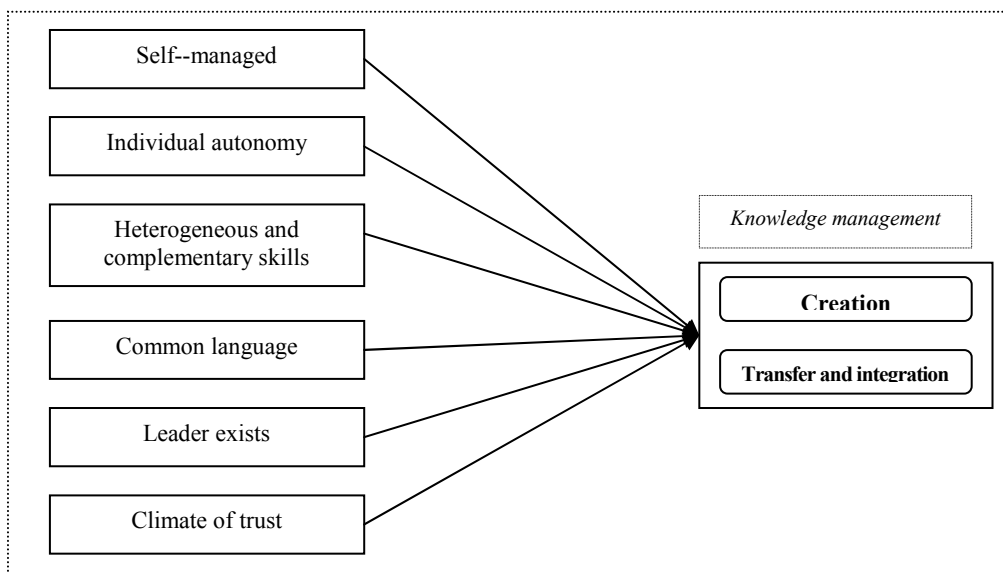 Self--managed
Individual autonomy
Heterogeneous and
complementary skills
Common language
Leader exists
Climate of trust
Knowledge management
Creation
Transfer and integration